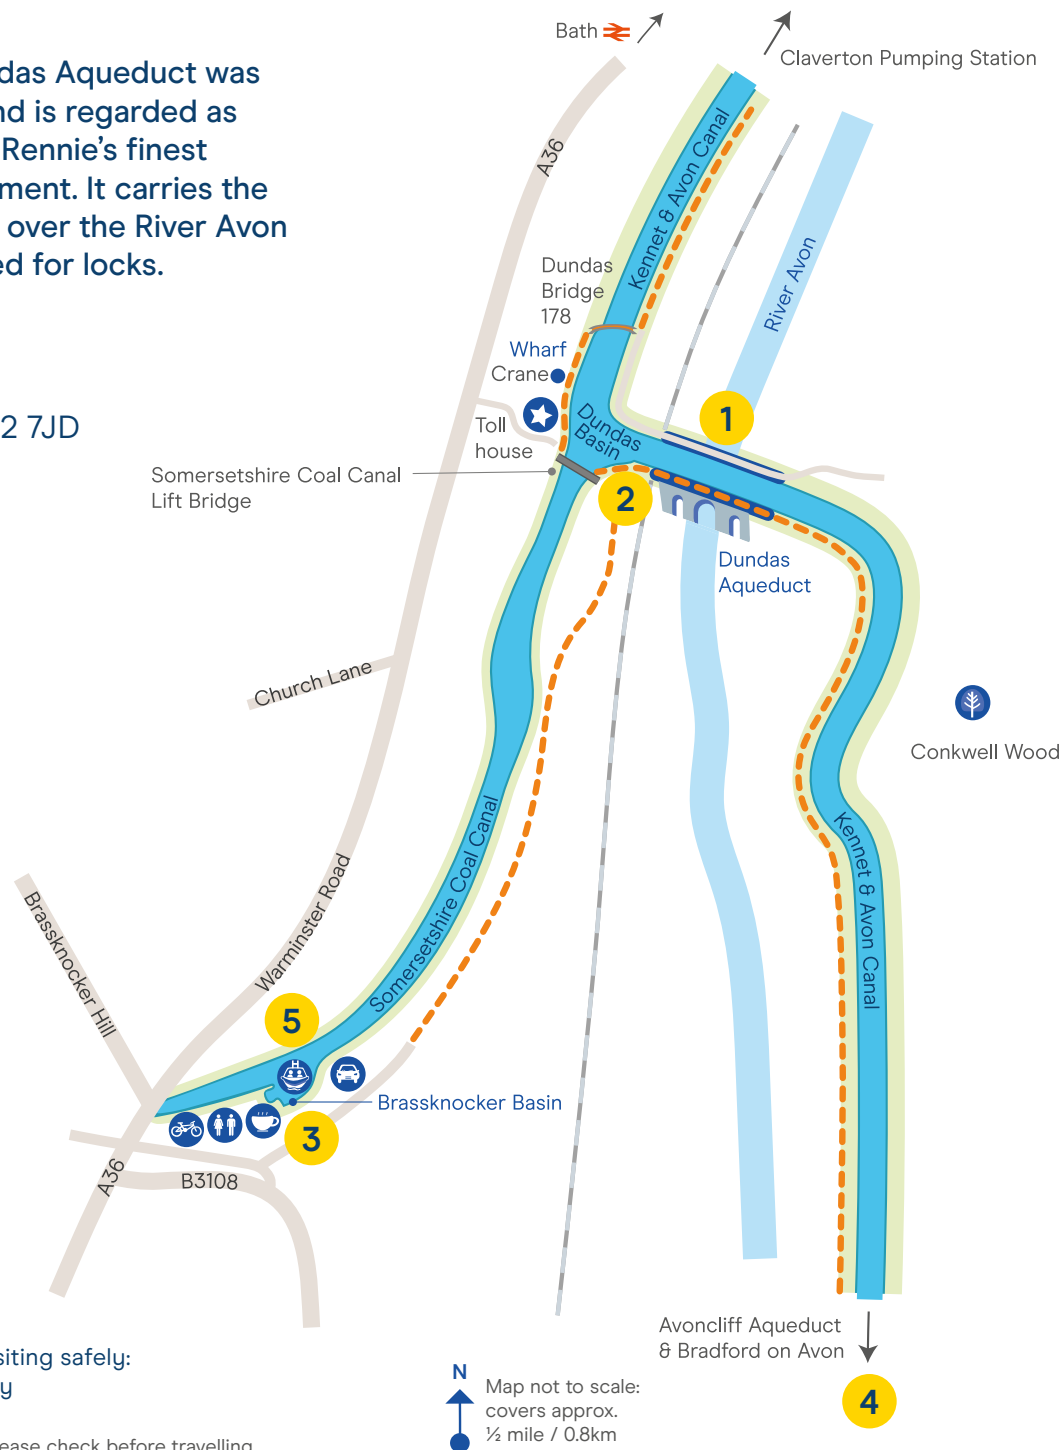 Bath
Claverton Pumping Station
das Aqueduct was
nd is regarded as
Rennie's finest
ment. It carries the
over the River Avon
ed for locks.
A36
Kennet & Avon Canal
River Avon
Dundas
Bridge
178
Wharf
Crane
1
2 7JD
Toll
house
Dundas
Basin
Somersetshire Coal Canal
Lift Bridge
2
Dundas
Aqueduct
Church Lane
Conkwell Wood
Somersetshire Coal Canal
Kennet & Avon Canal
Warminster Road
Brassknocker Hill
5
Brassknocker Basin
3
A36
B3108
Avoncliff Aqueduct
& Bradford on Avon
4
siting safely:
y
ease check before travelling
N
Map not to scale:
covers approx.
½ mile / 0.8km